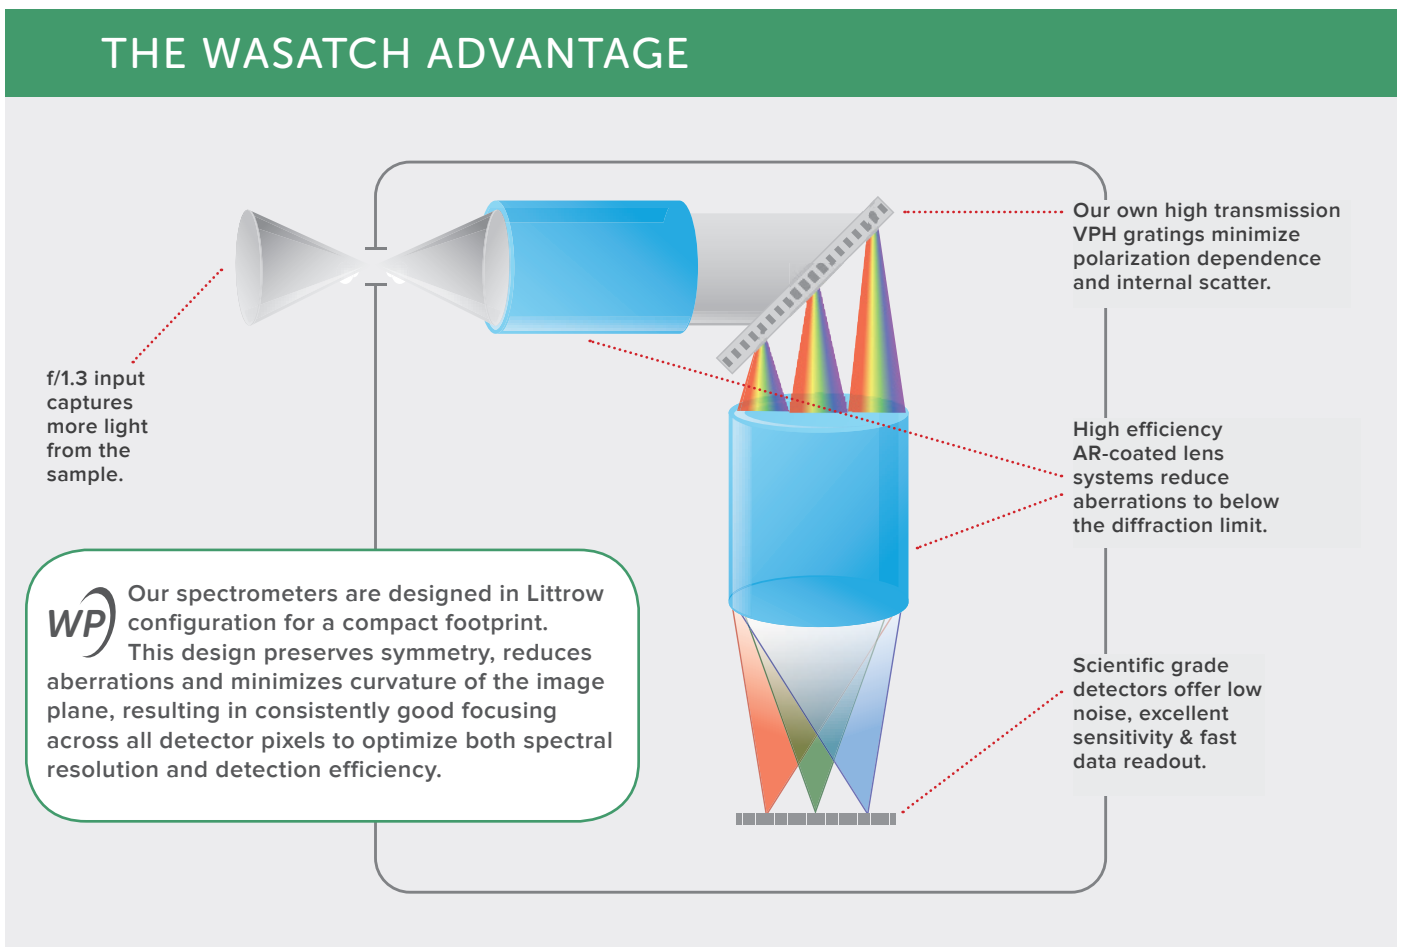 THE WASATCH ADVANTAGE
Our own high transmission
VPH gratings minimize
polarization dependence
and internal scatter.
f/1.3 input
captures
more light
from the
sample.
High efficiency
AR-coated lens
systems reduce
aberrations to below
the diffraction limit.
WP
Our spectrometers are designed in Littrow
configuration for a compact footprint.
This design preserves symmetry, reduces
aberrations and minimizes curvature of the image
plane, resulting in consistently good focusing
across all detector pixels to optimize both spectral
resolution and detection efficiency.
Scientific grade
detectors offer low
noise, excellent
sensitivity & fast
data readout.